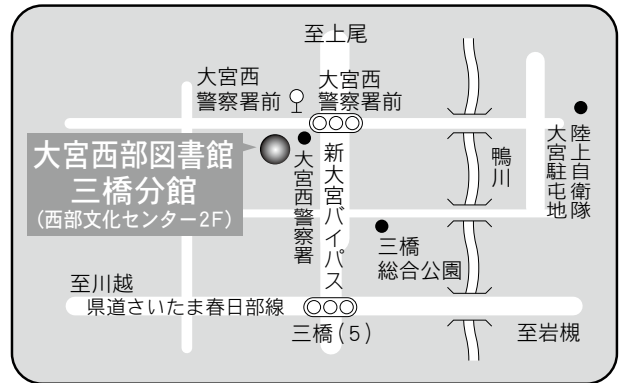 至上尾
大宮西
警察署前
大宮西
警察署前
大宮西部図書館
三橋分館
(西部文化センター2F)
大宮西警察署
新大宮バイパス
鴨川
陸上自衛隊
大宮駐屯地
三橋
総合公園
至川越
県道さいたま春日部線
三橋(5)
至岩槻